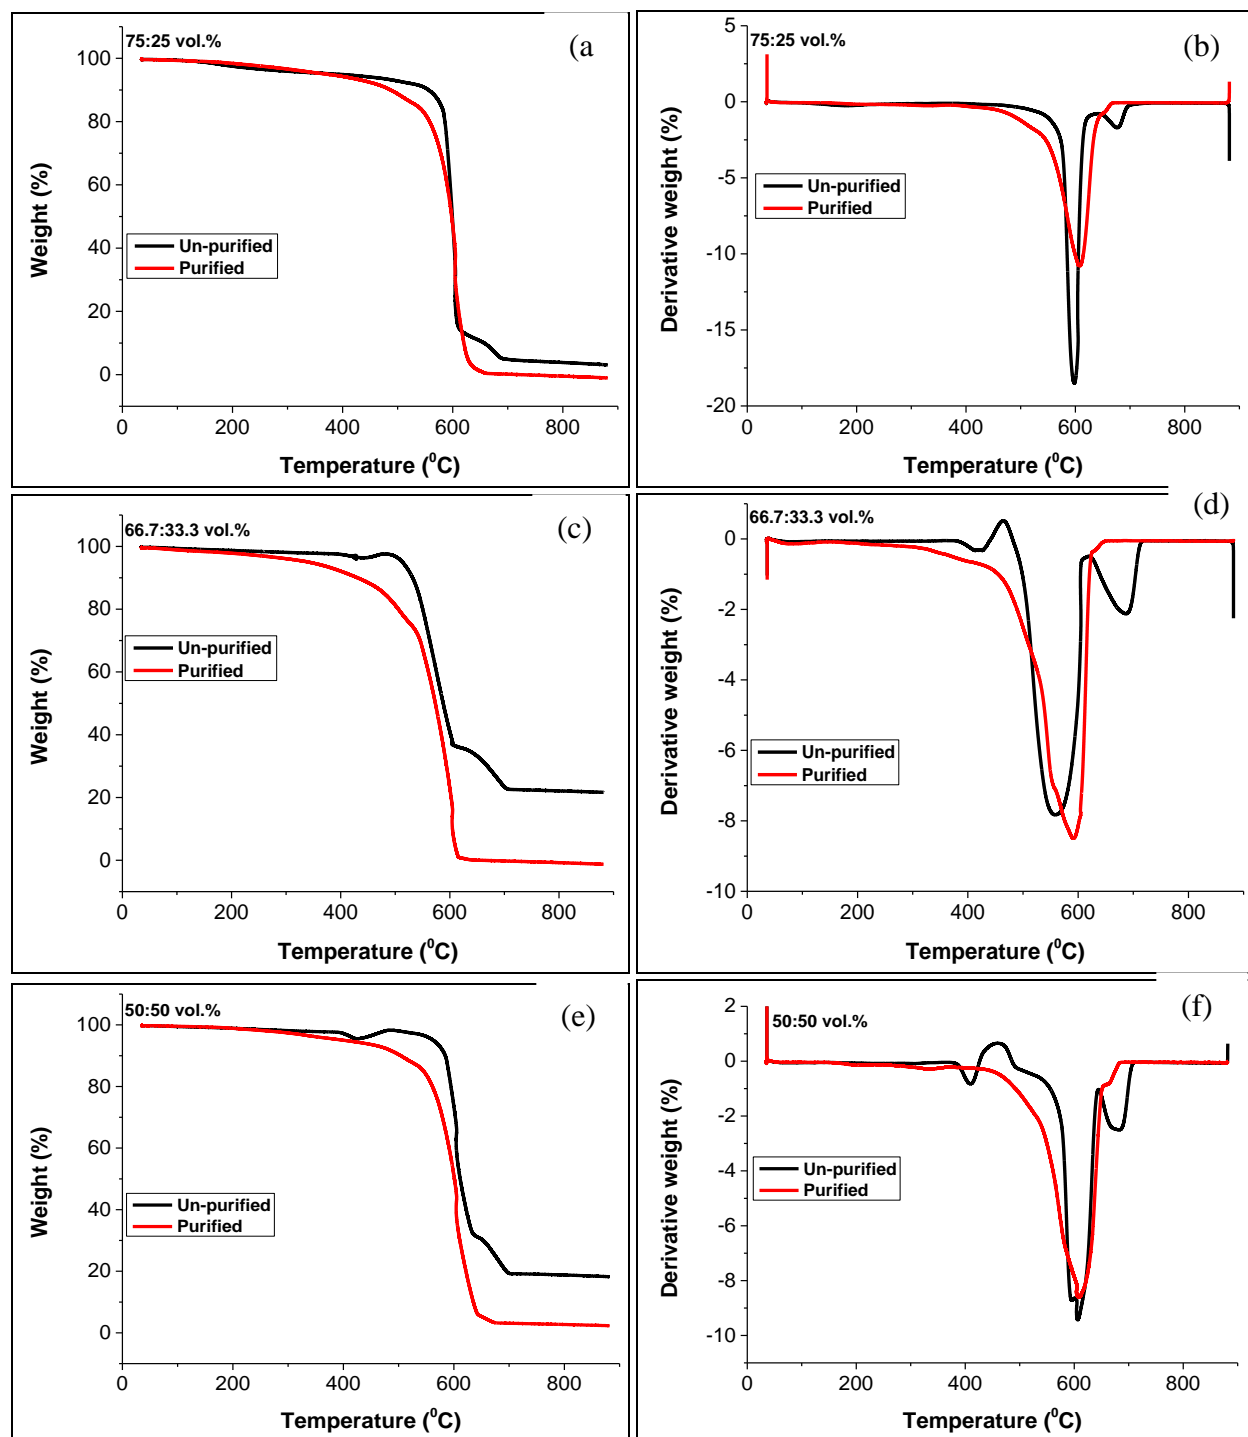 75:25 vol.%
(a
100
80
60
40
20
0
Weight (%)
Un-purified
Purified
0 200 400 600 800
Temperature (⁰C)
75:25 vol.%
(b)
5
0
-5
-10
-15
-20
Derivative weight (%)
Un-purified
Purified
0 200 400 600 800
Temperature (⁰C)
66.7:33.3 vol.%
(c)
100
80
60
40
20
0
Weight (%)
Un-purified
Purified
0 200 400 600 800
Temperature (⁰C)
66.7:33.3 vol.%
(d)
0
-2
-4
-6
-8
-10
Derivative weight (%)
Un-purified
Purified
0 200 400 600 800
Temperature (⁰C)
50:50 vol.%
(e)
100
80
60
40
20
0
Weight (%)
Un-purified
Purified
0 200 400 600 800
Temperature (⁰C)
50:50 vol.%
(f)
2
0
-2
-4
-6
-8
-10
Derivative weight (%)
Un-purified
Purified
0 200 400 600 800
Temperature (⁰C)